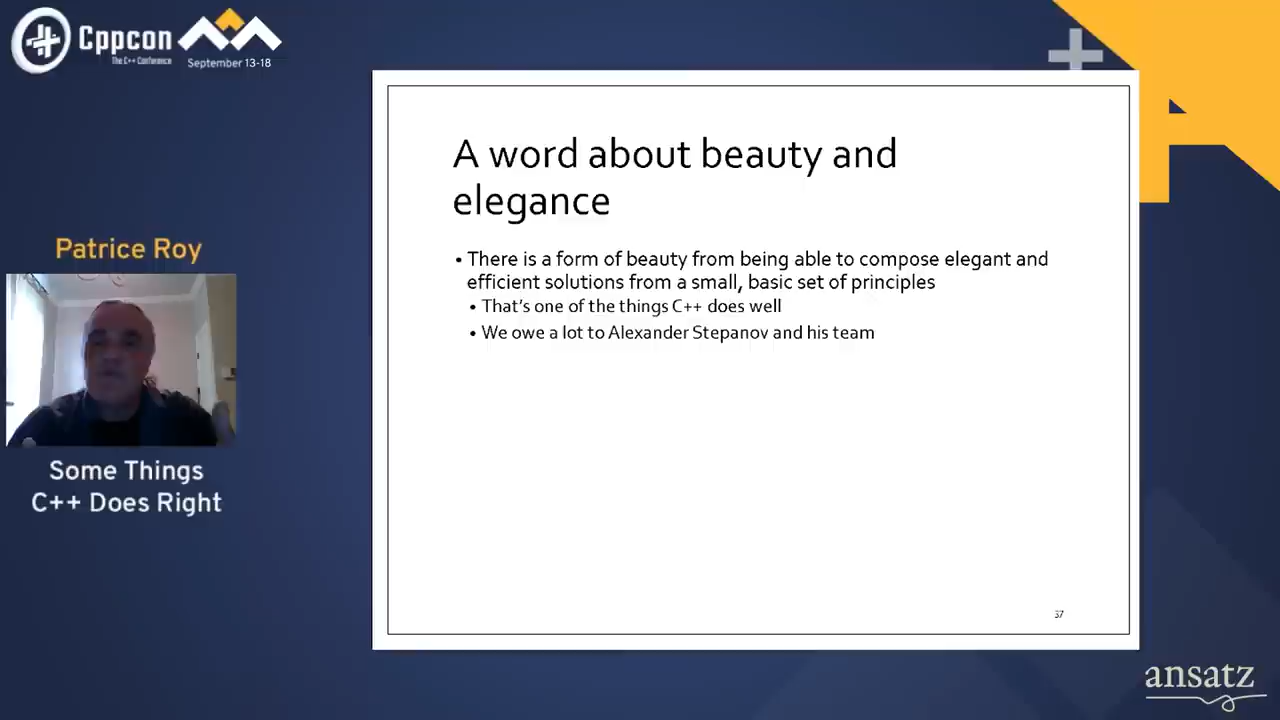 Cppcon
The C++ Conference
September 13-18
Patrice Roy
Some Things
C++ Does Right
A word about beauty and
elegance
• There is a form of beauty from being able to compose elegant and
efficient solutions from a small, basic set of principles
• That's one of the things C++ does well
• We owe a lot to Alexander Stepanov and his team
37
ansatz